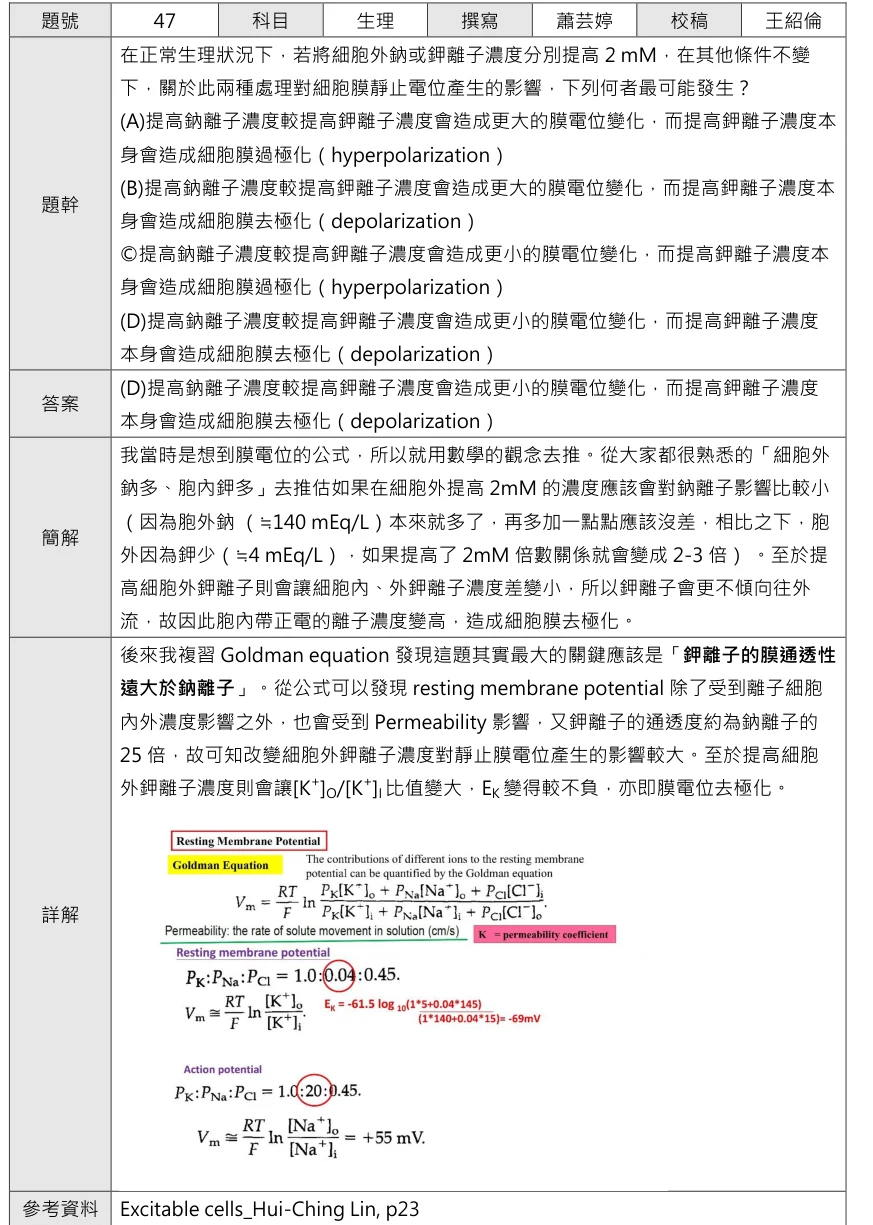 題號 47 科目 生理 撰寫 蕭芸婷 校稿 王紹倫
題幹
在正常生理狀況下，若將細胞外鈉或鉀離子濃度分別提高 2 mM，在其他條件不變
下，關於此兩種處理對細胞膜靜止電位產生的影響，下列何者最可能發生？
(A)提高鈉離子濃度較提高鉀離子濃度會造成更大的膜電位變化，而提高鉀離子濃度本
身會造成細胞膜過極化（hyperpolarization）
(B)提高鈉離子濃度較提高鉀離子濃度會造成更大的膜電位變化，而提高鉀離子濃度本
身會造成細胞膜去極化（depolarization）
©提高鈉離子濃度較提高鉀離子濃度會造成更小的膜電位變化，而提高鉀離子濃度本
身會造成細胞膜過極化（hyperpolarization）
(D)提高鈉離子濃度較提高鉀離子濃度會造成更小的膜電位變化，而提高鉀離子濃度
本身會造成細胞膜去極化（depolarization）
答案
(D)提高鈉離子濃度較提高鉀離子濃度會造成更小的膜電位變化，而提高鉀離子濃度
本身會造成細胞膜去極化（depolarization）
簡解
我當時是想到膜電位的公式，所以就用數學的觀念去推。從大家都很熟悉的「細胞外
鈉多、胞內鉀多」去推估如果在細胞外提高 2mM 的濃度應該會對鈉離子影響比較小
（因為胞外鈉 （≒140 mEq/L）本來就多了，再多加一點點應該沒差，相比之下，胞
外因為鉀少（≒4 mEq/L），如果提高了 2mM 倍數關係就會變成 2-3 倍） 。至於提
高細胞外鉀離子則會讓細胞內、外鉀離子濃度差變小，所以鉀離子會更不傾向往外
流，故因此胞內帶正電的離子濃度變高，造成細胞膜去極化。
詳解
後來我複習 Goldman equation 發現這題其實最大的關鍵應該是「鉀離子的膜通透性
遠大於鈉離子」。從公式可以發現 resting membrane potential 除了受到離子細胞
內外濃度影響之外，也會受到 Permeability 影響，又鉀離子的通透度約為鈉離子的
25 倍，故可知改變細胞外鉀離子濃度對靜止膜電位產生的影響較大。至於提高細胞
外鉀離子濃度則會讓[K⁺]O/[K⁺]I 比值變大，EK 變得較不負，亦即膜電位去極化。
Resting Membrane Potential
Goldman Equation
The contributions of different ions to the resting membrane
potential can be quantified by the Goldman equation
Vm = RT/F ln (PK[K⁺]o + PNa[Na⁺]o + PCl[Cl⁻]i)/(PK[K⁺]i + PNa[Na⁺]i + PCl[Cl⁻]o).
Permeability: the rate of solute movement in solution (cm/s)
K = permeability coefficient
Resting membrane potential
PK:PNa:PCl = 1.0:0.04:0.45.
Vm ≅ RT/F ln [K⁺]o/[K⁺]i.
EK = -61.5 log 10(1*5+0.04*145)
(1*140+0.04*15)= -69mV
Action potential
PK:PNa:PCl = 1.0:20:0.45.
Vm ≅ RT/F ln [Na⁺]o/[Na⁺]i = +55 mV.
參考資料 Excitable cells_Hui-Ching Lin, p23